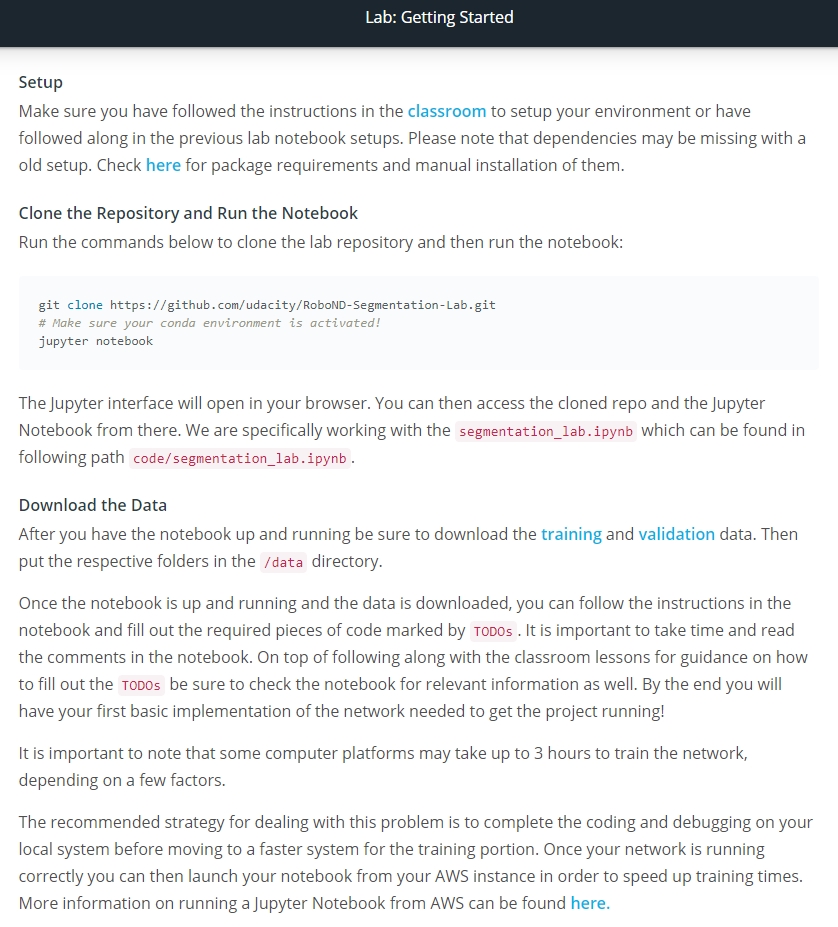 Lab: Getting Started
Setup
Make sure you have followed the instructions in the classroom to setup your environment or have
followed along in the previous lab notebook setups. Please note that dependencies may be missing with a
old setup. Check here for package requirements and manual installation of them.
Clone the Repository and Run the Notebook
Run the commands below to clone the lab repository and then run the notebook:
git clone https://github.com/udacity/RoboND-Segmentation-Lab.git
# Make sure your conda environment is activated!
jupyter notebook
The Jupyter interface will open in your browser. You can then access the cloned repo and the Jupyter
Notebook from there. We are specifically working with the segmentation_lab.ipynb which can be found in
following path code/segmentation_lab.ipynb.
Download the Data
After you have the notebook up and running be sure to download the training and validation data. Then
put the respective folders in the /data directory.
Once the notebook is up and running and the data is downloaded, you can follow the instructions in the
notebook and fill out the required pieces of code marked by TODOs. It is important to take time and read
the comments in the notebook. On top of following along with the classroom lessons for guidance on how
to fill out the TODOs be sure to check the notebook for relevant information as well. By the end you will
have your first basic implementation of the network needed to get the project running!
It is important to note that some computer platforms may take up to 3 hours to train the network,
depending on a few factors.
The recommended strategy for dealing with this problem is to complete the coding and debugging on your
local system before moving to a faster system for the training portion. Once your network is running
correctly you can then launch your notebook from your AWS instance in order to speed up training times.
More information on running a Jupyter Notebook from AWS can be found here.